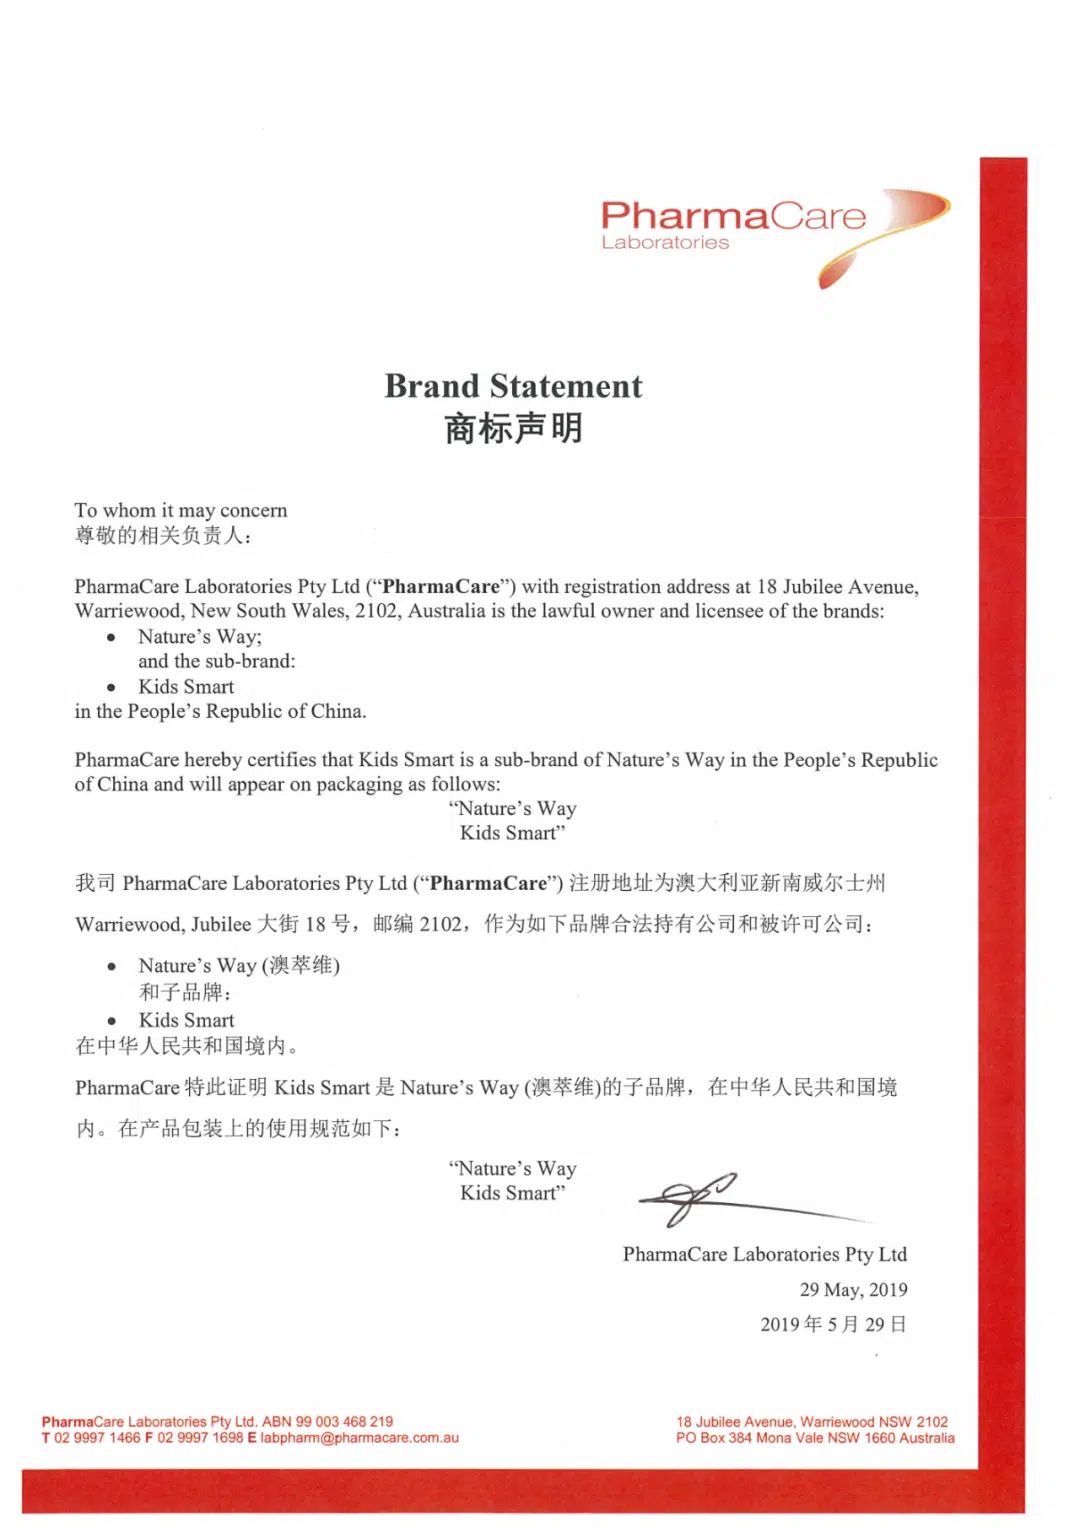 PharmaCare
Laboratories
Brand Statement
商标声明
To whom it may concern
尊敬的相关负责人:
PharmaCare Laboratories Pty Ltd (“PharmaCare”) with registration address at 18 Jubilee Avenue,
Warriewood, New South Wales, 2102, Australia is the lawful owner and licensee of the brands:
• Nature’s Way;
and the sub-brand:
• Kids Smart
in the People’s Republic of China.
PharmaCare hereby certifies that Kids Smart is a sub-brand of Nature’s Way in the People’s Republic
of China and will appear on packaging as follows:
“Nature’s Way
Kids Smart”
我司 PharmaCare Laboratories Pty Ltd (“PharmaCare”) 注册地址为澳大利亚新南威尔士州
Warriewood, Jubilee 大街 18 号，邮编 2102，作为如下品牌合法持有公司和被许可公司:
• Nature’s Way (澳萃维)
和子品牌:
• Kids Smart
在中华人民共和国境内。
PharmaCare 特此证明 Kids Smart 是 Nature’s Way (澳萃维)的子品牌，在中华人民共和国境
内。在产品包装上的使用规范如下:
“Nature’s Way
Kids Smart”
PharmaCare Laboratories Pty Ltd
29 May, 2019
2019 年 5 月 29 日
PharmaCare Laboratories Pty Ltd. ABN 99 003 468 219
T 02 9997 1466 F 02 9997 1698 E labpharm@pharmacare.com.au
18 Jubilee Avenue, Warriewood NSW 2102
PO Box 384 Mona Vale NSW 1660 Australia